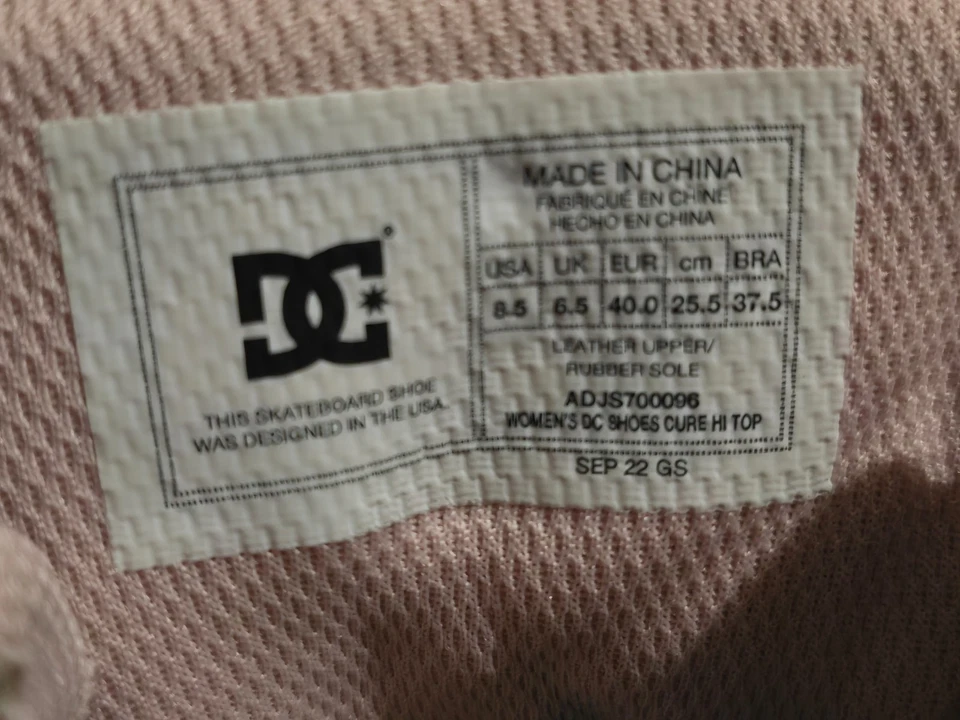 DC
THIS SKATEBOARD SHOE
WAS DESIGNED IN THE USA.
MADE IN CHINA
FABRIQUÉ EN CHINE
HECHO EN CHINA
USA UK EUR cm BRA
8.5 6.5 40.0 25.5 37.5
LEATHER UPPER/
RUBBER SOLE
ADJS700096
WOMEN'S DC SHOES CURE HI TOP
SEP 22 GS